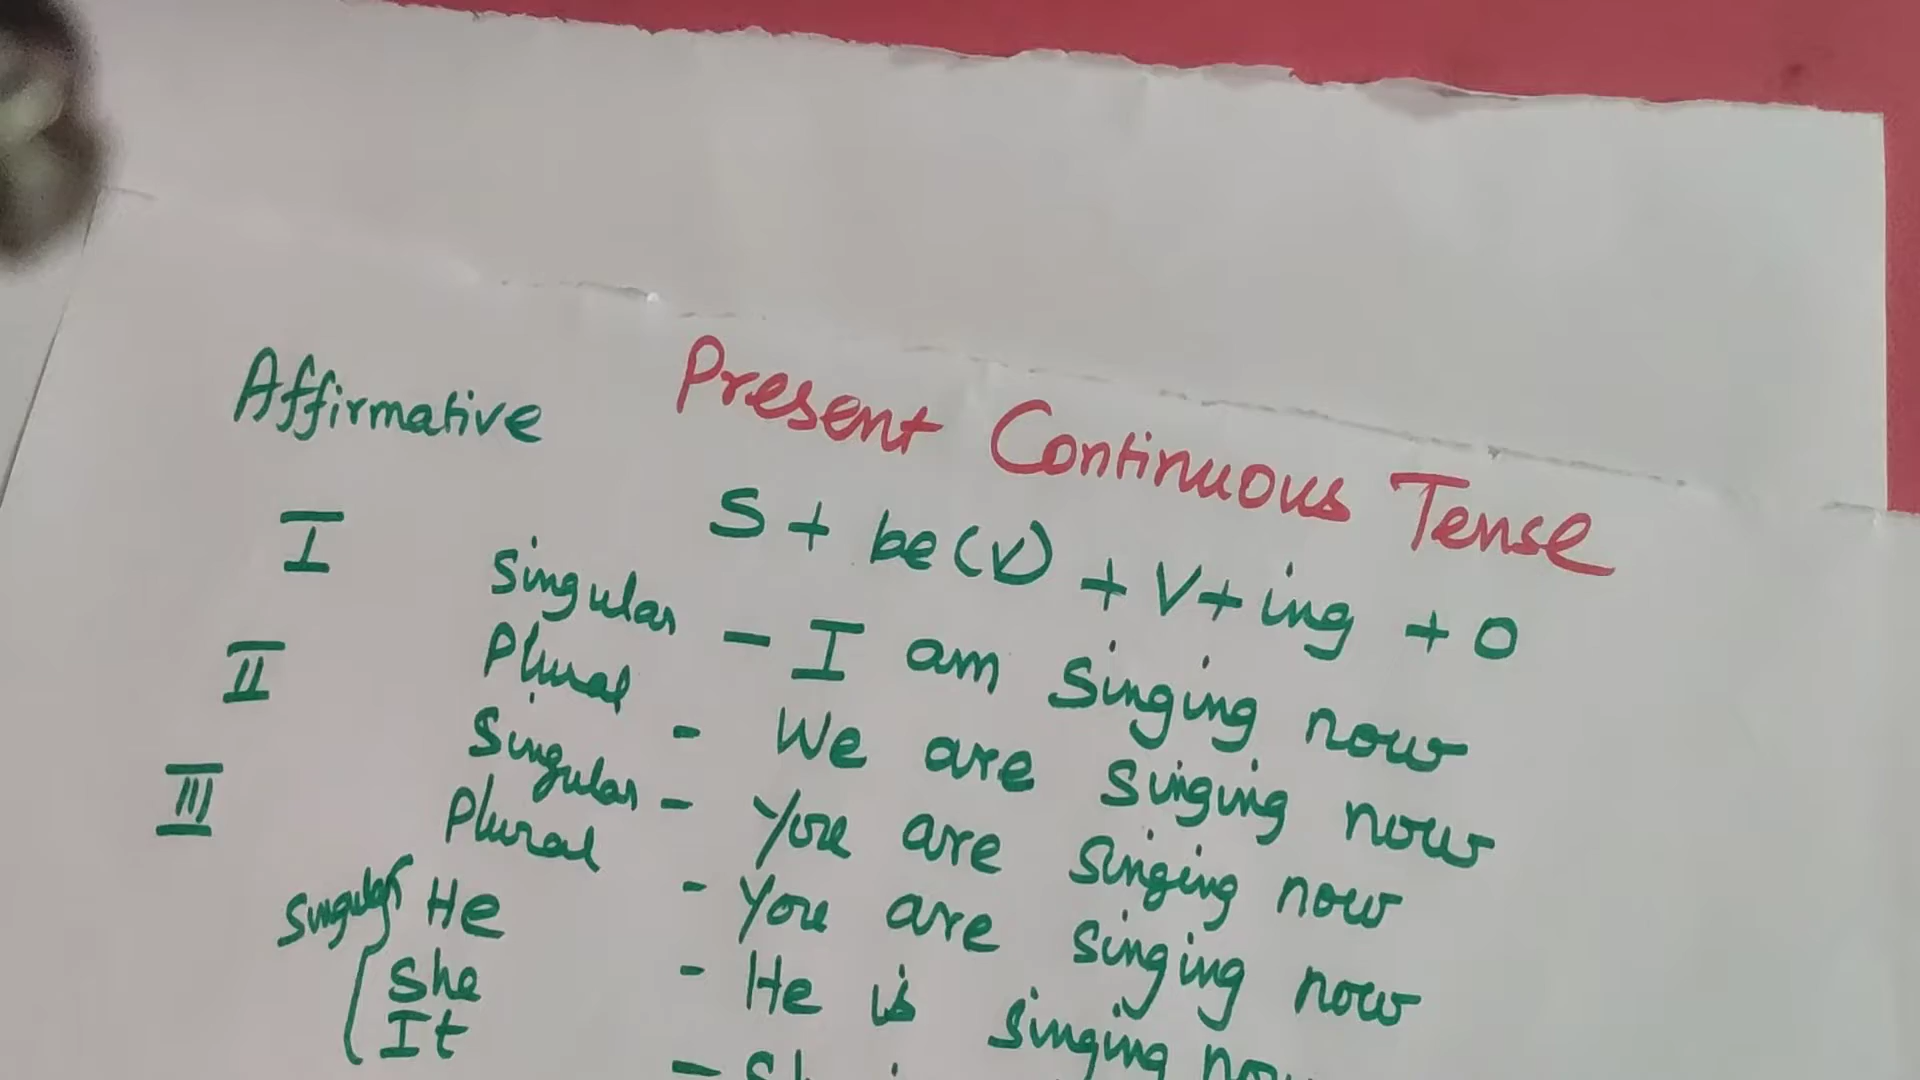 Affirmative Present Continuous Tense
S + be (V) + V + ing + O
I Singular - I am singing now
Plural - We are singing now
II Singular - You are singing now
Plural - You are singing now
III Singular He - He is singing now
She
It